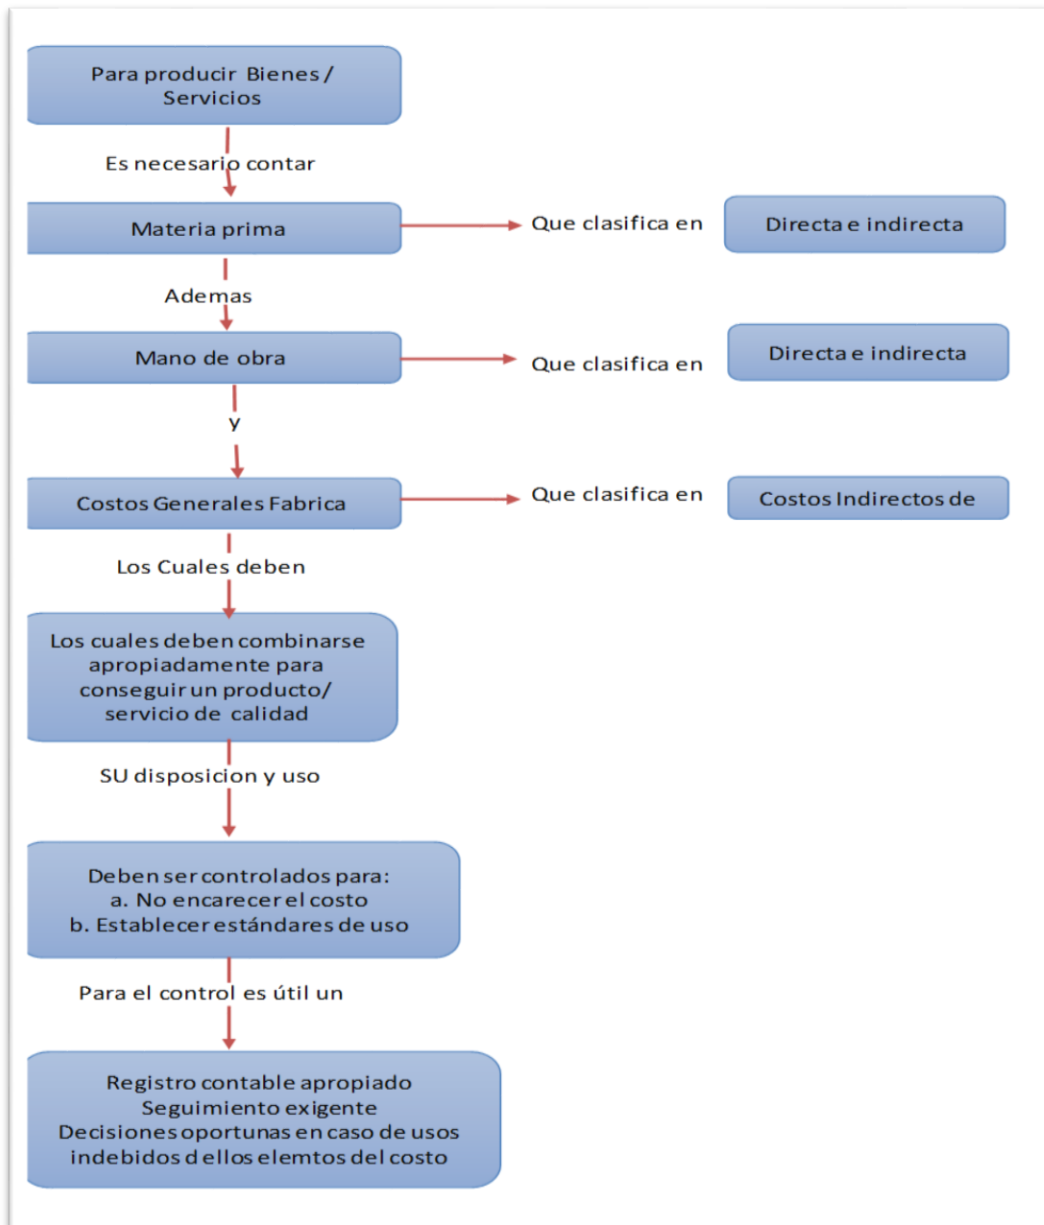 Para producir Bienes /
Servicios
Es necesario contar
Materia prima
Que clasifica en
Directa e indirecta
Ademas
Mano de obra
Que clasifica en
Directa e indirecta
y
Costos Generales Fabrica
Que clasifica en
Costos Indirectos de
Los Cuales deben
Los cuales deben combinarse
apropiadamente para
conseguir un producto/
servicio de calidad
SU disposicion y uso
Deben ser controlados para:
a. No encarecer el costo
b. Establecer estándares de uso
Para el control es útil un
Registro contable apropiado
Seguimiento exigente
Decisiones oportunas en caso de usos
indebidos d ellos elemtos del costo